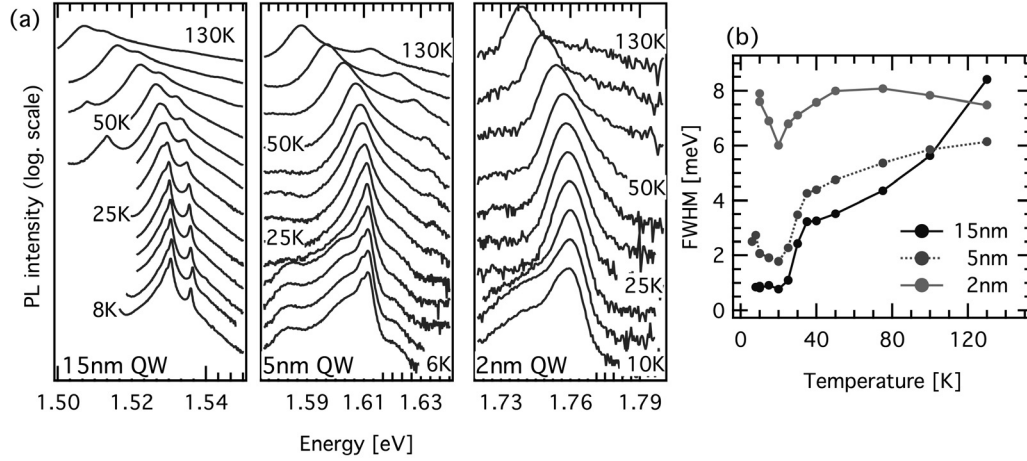 (a)
PL intensity (log. scale)
130K
50K
25K
8K
15nm QW
1.50
1.52
1.54
130K
50K
25K
6K
5nm QW
1.59
1.61
1.63
130K
50K
25K
10K
2nm QW
1.73
1.76
1.79
Energy [eV]
(b)
FWHM [meV]
8
6
4
2
0
15nm
5nm
2nm
0
40
80
120
Temperature [K]